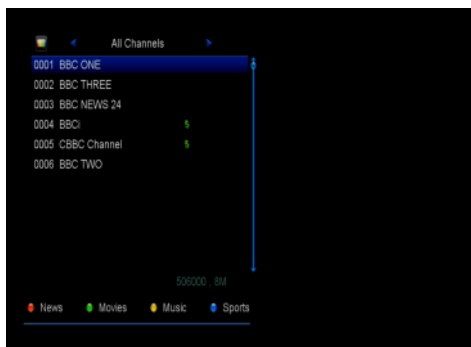 All Channels
0001 BBC ONE
0002 BBC THREE
0003 BBC NEWS 24
0004 BBCi 5
0005 CBBC Channel 5
0006 BBC TWO
506000 , 8M
News Movies Music Sports